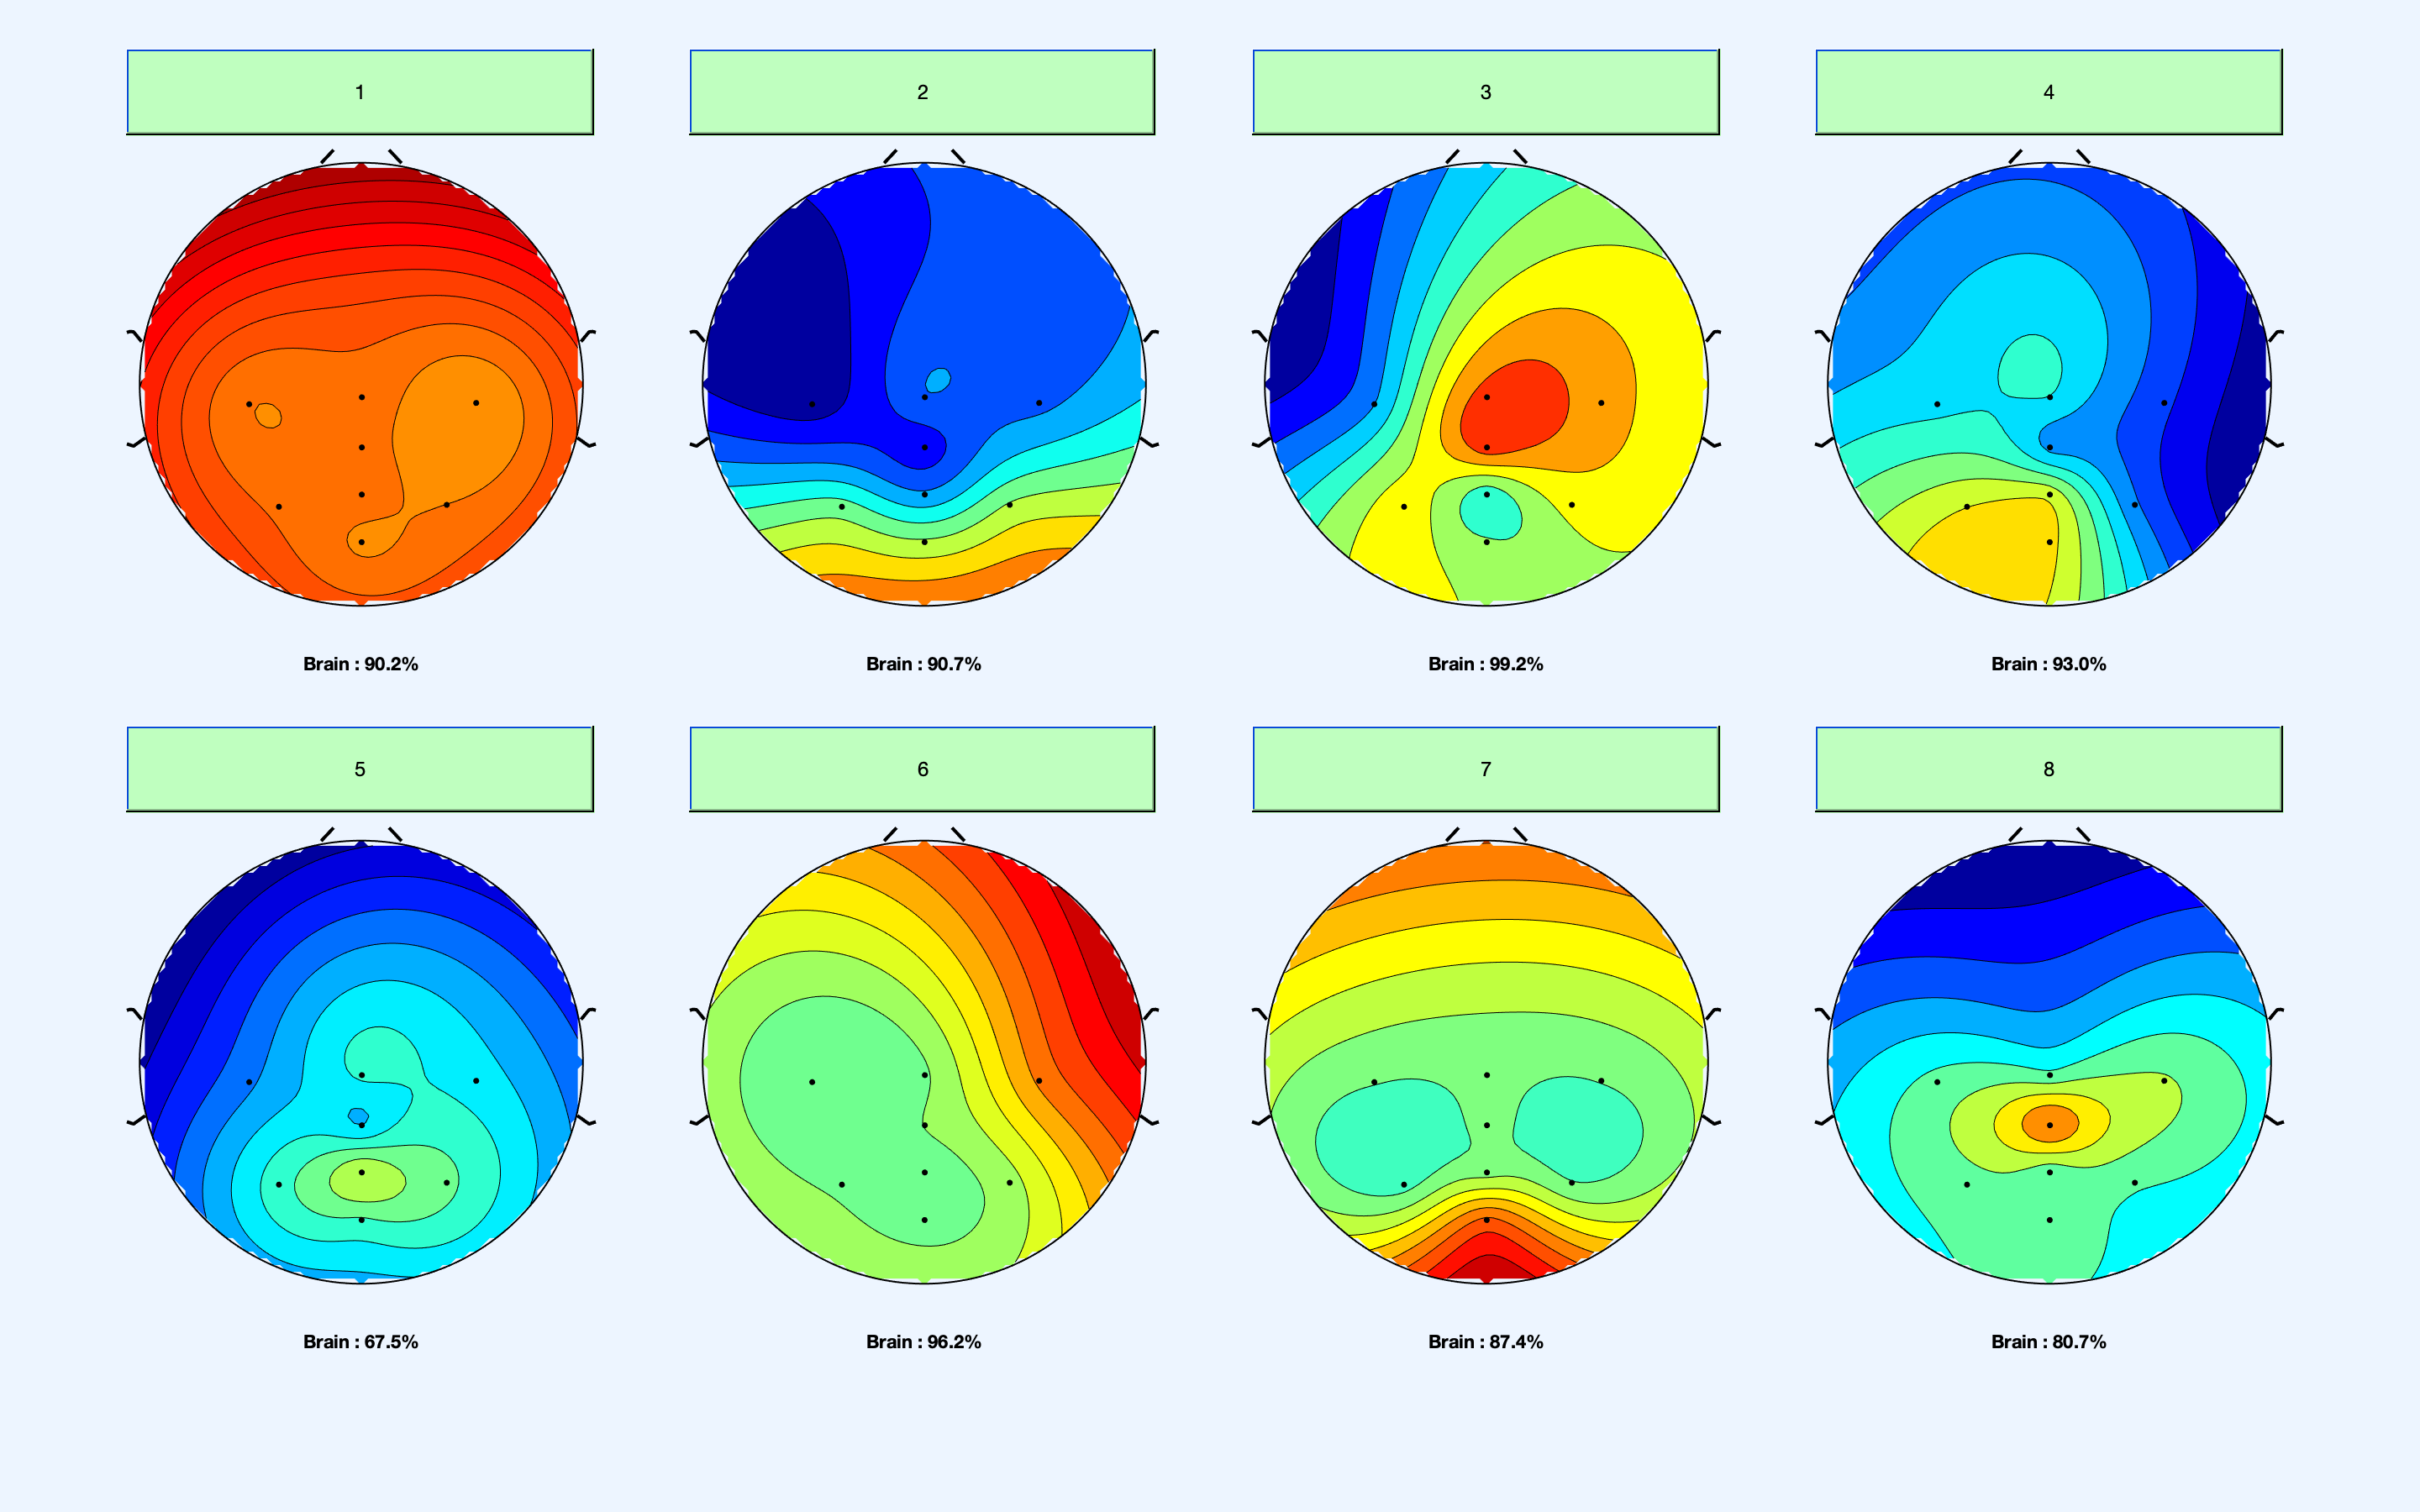 1
2
3
4
Brain : 90.2%
Brain : 90.7%
Brain : 99.2%
Brain : 93.0%
5
6
7
8
Brain : 67.5%
Brain : 96.2%
Brain : 87.4%
Brain : 80.7%